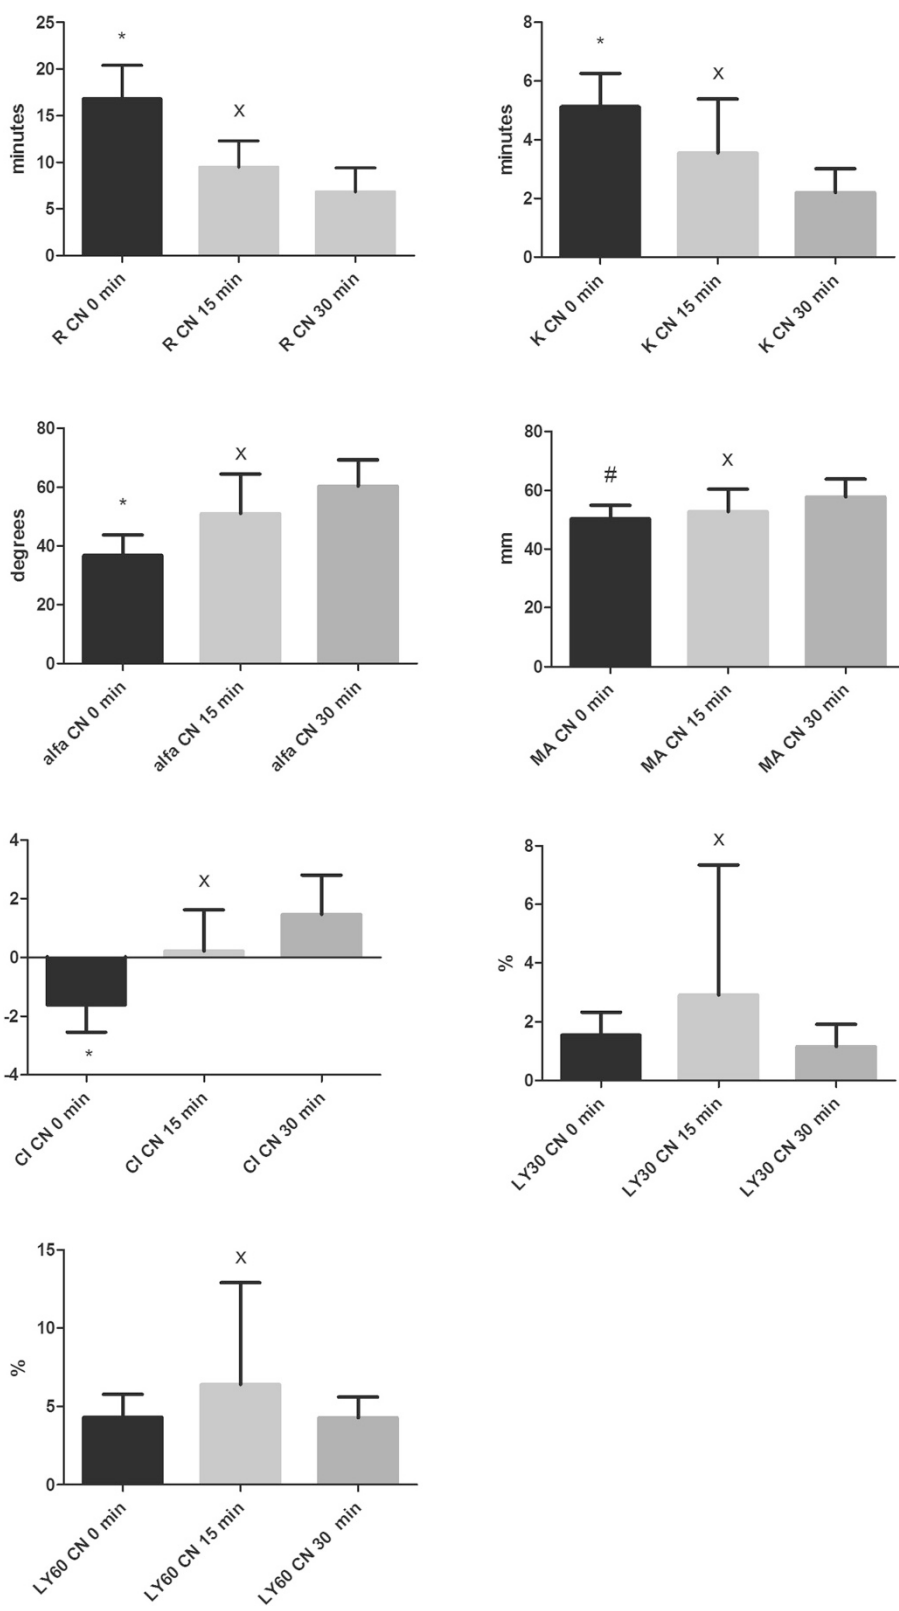 25
20
15
10
5
0
minutes
*
X
R CN 0 min
R CN 15 min
R CN 30 min
8
6
4
2
0
minutes
*
X
K CN 0 min
K CN 15 min
K CN 30 min
80
60
40
20
0
degrees
*
X
alfa CN 0 min
alfa CN 15 min
alfa CN 30 min
80
60
40
20
0
mm
#
X
MA CN 0 min
MA CN 15 min
MA CN 30 min
4
2
0
-2
-4
X
*
CI CN 0 min
CI CN 15 min
CI CN 30 min
8
6
4
2
0
%
X
LY30 CN 0 min
LY30 CN 15 min
LY30 CN 30 min
15
10
5
0
%
X
LY60 CN 0 min
LY60 CN 15 min
LY60 CN 30 min